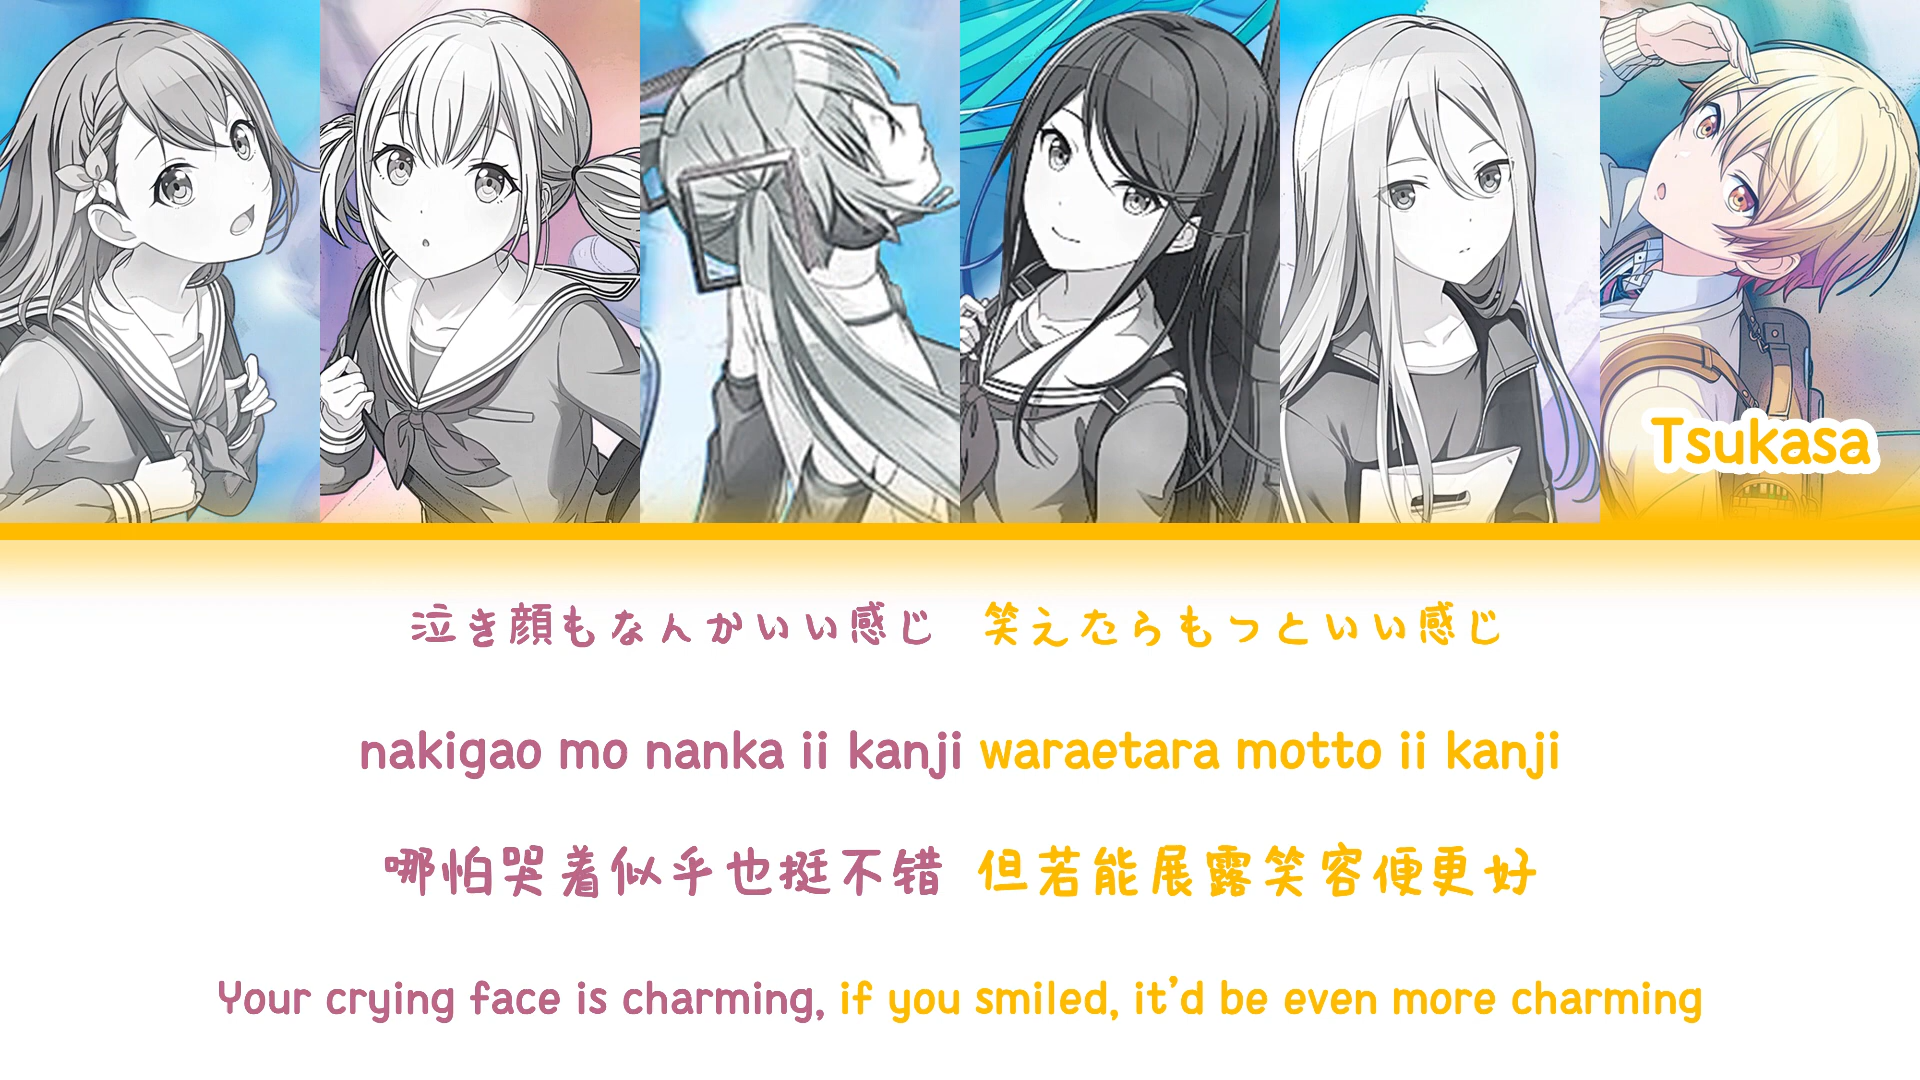 Tsukasa
泣き顔もなんかいい感じ 笑えたらもっといい感じ
nakigao mo nanka ii kanji waraetara motto ii kanji
哪怕哭着似乎也挺不错 但若能展露笑容便更好
Your crying face is charming, if you smiled, it’d be even more charming